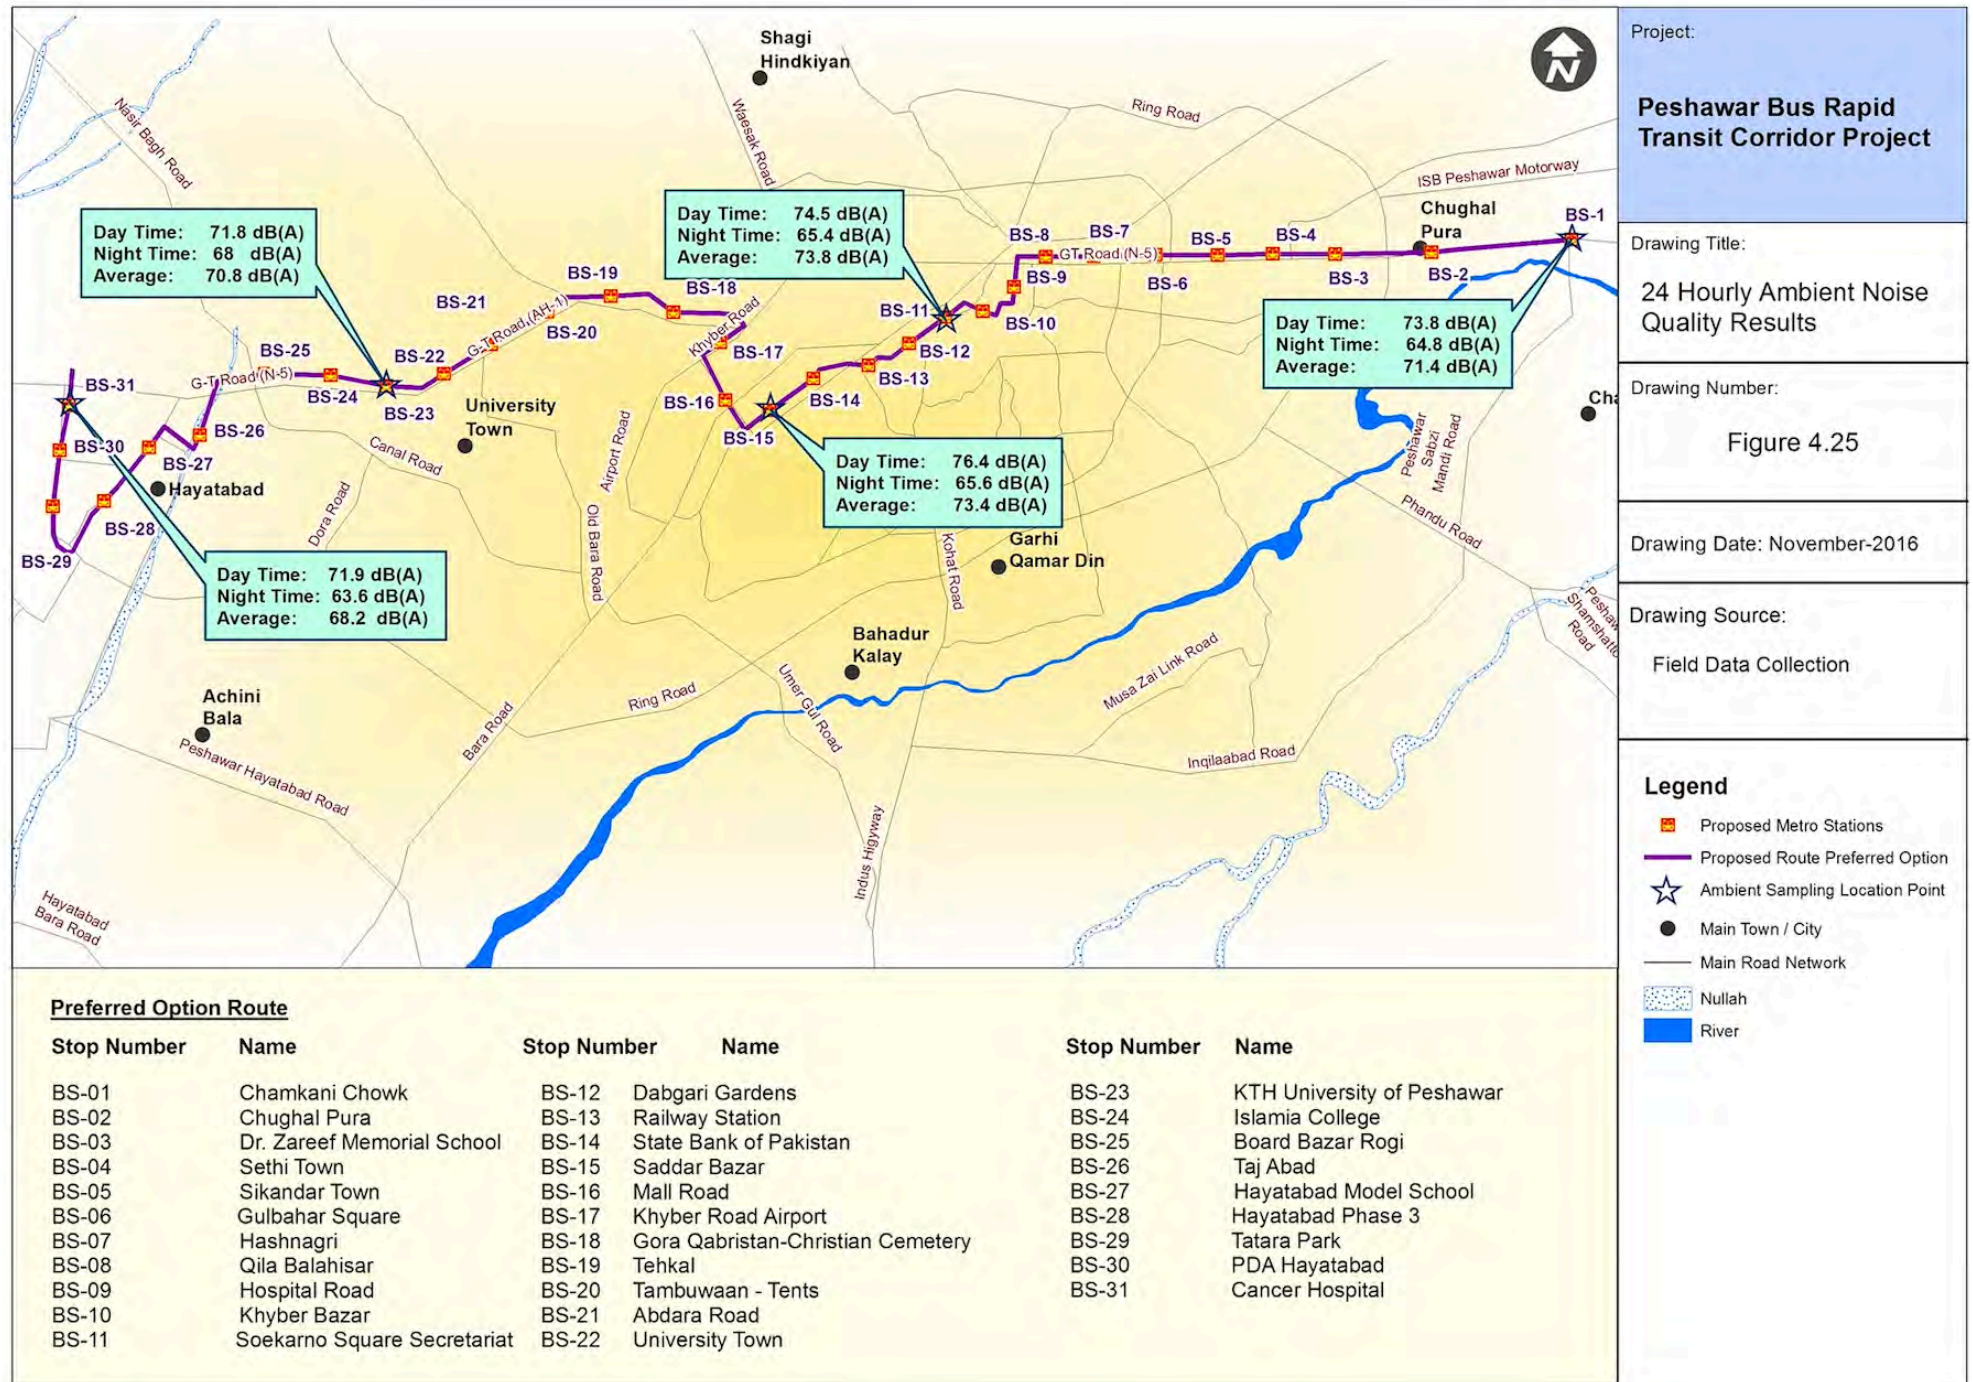 Shagi
Hindkiyan
Nasir Bagh Road
Waesak Road
Ring Road
ISB Peshawar Motorway
Chughal
Pura
BS-1
Day Time: 71.8 dB(A)
Night Time: 68 dB(A)
Average: 70.8 dB(A)
Day Time: 74.5 dB(A)
Night Time: 65.4 dB(A)
Average: 73.8 dB(A)
BS-8
BS-7
GT Road (N-5)
BS-5
BS-4
BS-9
BS-6
BS-3
BS-2
BS-19
BS-18
BS-21
G-T Road (AH-1)
BS-20
Khyber Road
BS-17
BS-11
BS-10
BS-12
BS-13
Day Time: 73.8 dB(A)
Night Time: 64.8 dB(A)
Average: 71.4 dB(A)
BS-25
BS-22
G-T Road (N-5)
BS-31
BS-24
BS-23
BS-16
BS-14
BS-15
Cha
University
Town
BS-26
BS-30
BS-27
Hayatabad
BS-28
BS-29
Canal Road
Dora Road
Airport Road
Old Bara Road
Day Time: 76.4 dB(A)
Night Time: 65.6 dB(A)
Average: 73.4 dB(A)
Peshawar
Sabzi
Mandi Road
Phandu Road
Garhi
Qamar Din
Kohat Road
Day Time: 71.9 dB(A)
Night Time: 63.6 dB(A)
Average: 68.2 dB(A)
Peshaw
Shamshatto
Road
Bahadur
Kalay
Musa Zai Link Road
Umer Gul Road
Ring Road
Bara Road
Achini
Bala
Peshawar Hayatabad Road
Inqilaabad Road
Indus Higyway
Hayatabad
Bara Road
N
Project:
Peshawar Bus Rapid
Transit Corridor Project
Drawing Title:
24 Hourly Ambient Noise
Quality Results
Drawing Number:
Figure 4.25
Drawing Date: November-2016
Drawing Source:
Field Data Collection
Legend
Proposed Metro Stations
Proposed Route Preferred Option
Ambient Sampling Location Point
Main Town / City
Main Road Network
Nullah
River
Preferred Option Route
Stop Number Name
BS-01 Chamkani Chowk
BS-02 Chughal Pura
BS-03 Dr. Zareef Memorial School
BS-04 Sethi Town
BS-05 Sikandar Town
BS-06 Gulbahar Square
BS-07 Hashnagri
BS-08 Qila Balahisar
BS-09 Hospital Road
BS-10 Khyber Bazar
BS-11 Soekarno Square Secretariat
Stop Number Name
BS-12 Dabgari Gardens
BS-13 Railway Station
BS-14 State Bank of Pakistan
BS-15 Saddar Bazar
BS-16 Mall Road
BS-17 Khyber Road Airport
BS-18 Gora Qabristan-Christian Cemetery
BS-19 Tehkal
BS-20 Tambuwaan - Tents
BS-21 Abdara Road
BS-22 University Town
Stop Number Name
BS-23 KTH University of Peshawar
BS-24 Islamia College
BS-25 Board Bazar Rogi
BS-26 Taj Abad
BS-27 Hayatabad Model School
BS-28 Hayatabad Phase 3
BS-29 Tatara Park
BS-30 PDA Hayatabad
BS-31 Cancer Hospital